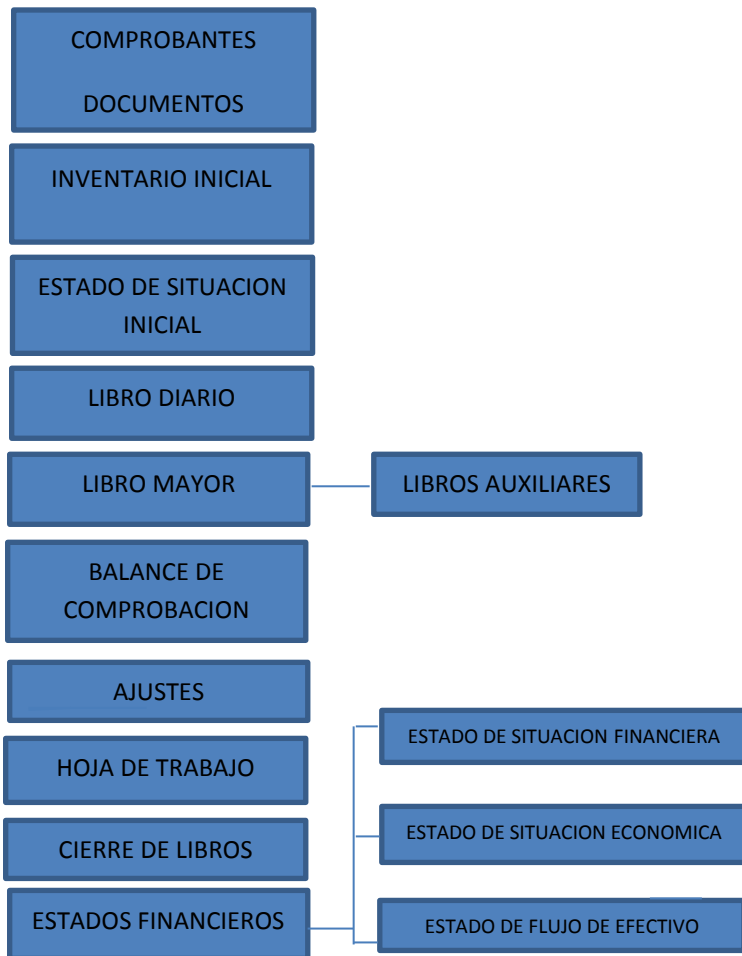 COMPROBANTES
DOCUMENTOS
INVENTARIO INICIAL
ESTADO DE SITUACION
INICIAL
LIBRO DIARIO
LIBRO MAYOR
LIBROS AUXILIARES
BALANCE DE
COMPROBACION
AJUSTES
HOJA DE TRABAJO
CIERRE DE LIBROS
ESTADOS FINANCIEROS
ESTADO DE SITUACION FINANCIERA
ESTADO DE SITUACION ECONOMICA
ESTADO DE FLUJO DE EFECTIVO